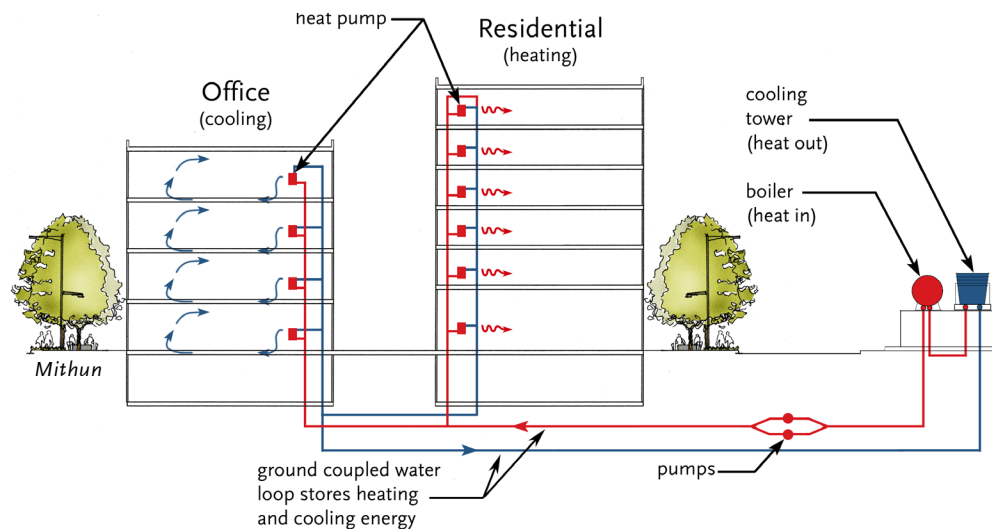 heat pump
Residential
(heating)
Office
(cooling)
cooling
tower
(heat out)
boiler
(heat in)
Mithun
ground coupled water
loop stores heating
and cooling energy
pumps